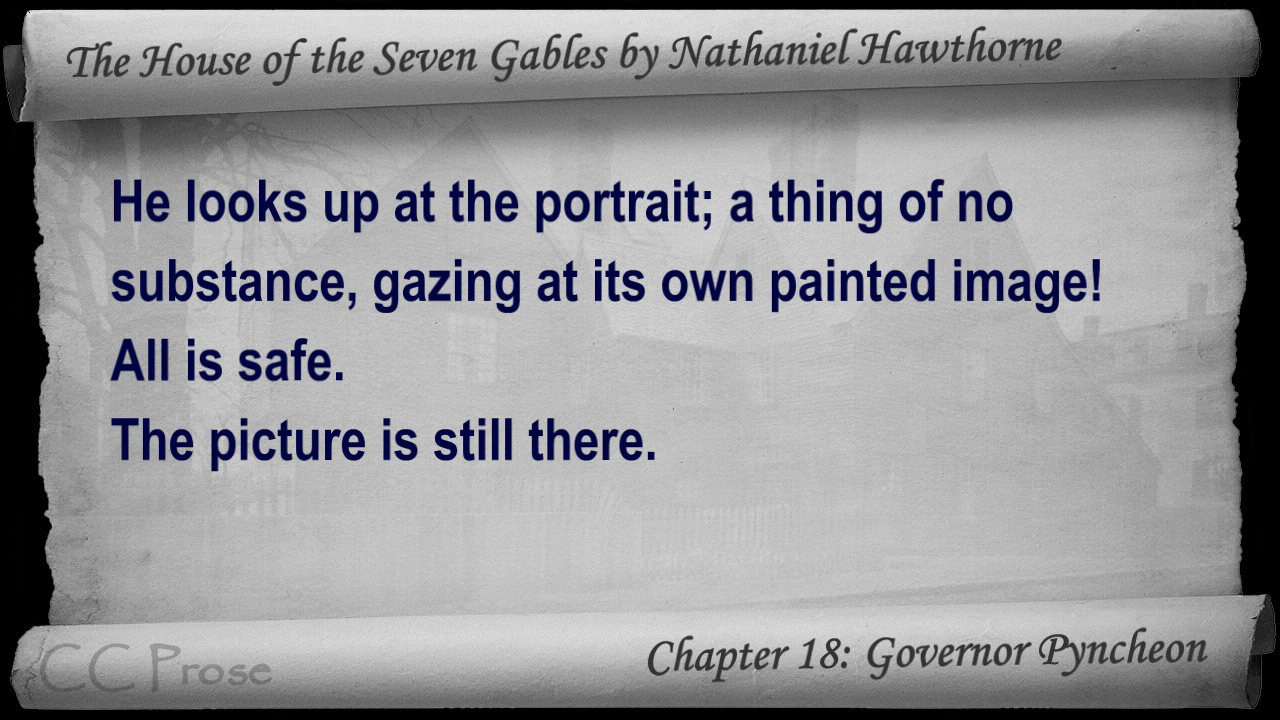 The House of the Seven Gables by Nathaniel Hawthorne
He looks up at the portrait; a thing of no
substance, gazing at its own painted image!
All is safe.
The picture is still there.
CC Prose
Chapter 18: Governor Pyncheon